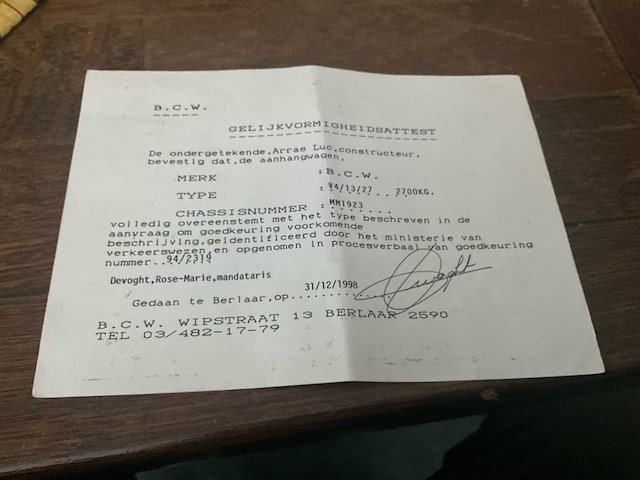 B.C.W.
GELIJKVORMIGHEIDSATTEST
De ondergetekende,Arras Luc,constructeur,
bevestig dat,de aanhangwagen.
MERK : B.C.W.
TYPE : V4/13/27 2700KG.
CHASSISNUMMER : MM1923
volledig overeenstemt met het type beschreven in de
aanvraag om goedkeuring voorkomende
beschrijving,geidentificeerd door het ministerie van
verkeerswezen,en opgenomen in procesverbaal van goedkeuring
nummer..94/2319
Devoght,Rose-Marie,mandataris
Gedaan te Berlaar,op 31/12/1998
B.C.W. WIPSTRAAT 13 BERLAAR 2590
TEL 03/482-17-79